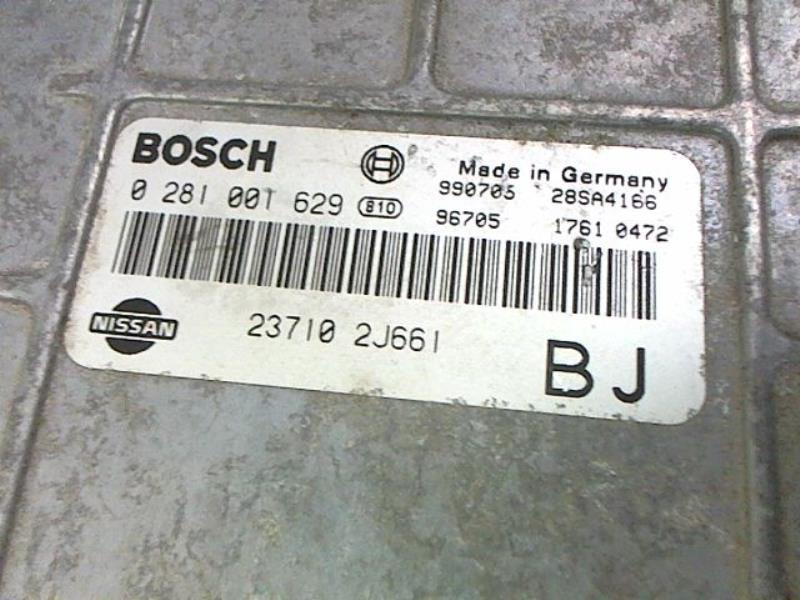 BOSCH Made in Germany
990705 28SA4166
0 281 001 629 810
96705 1761 0472
NISSAN 23710 2J661 BJ